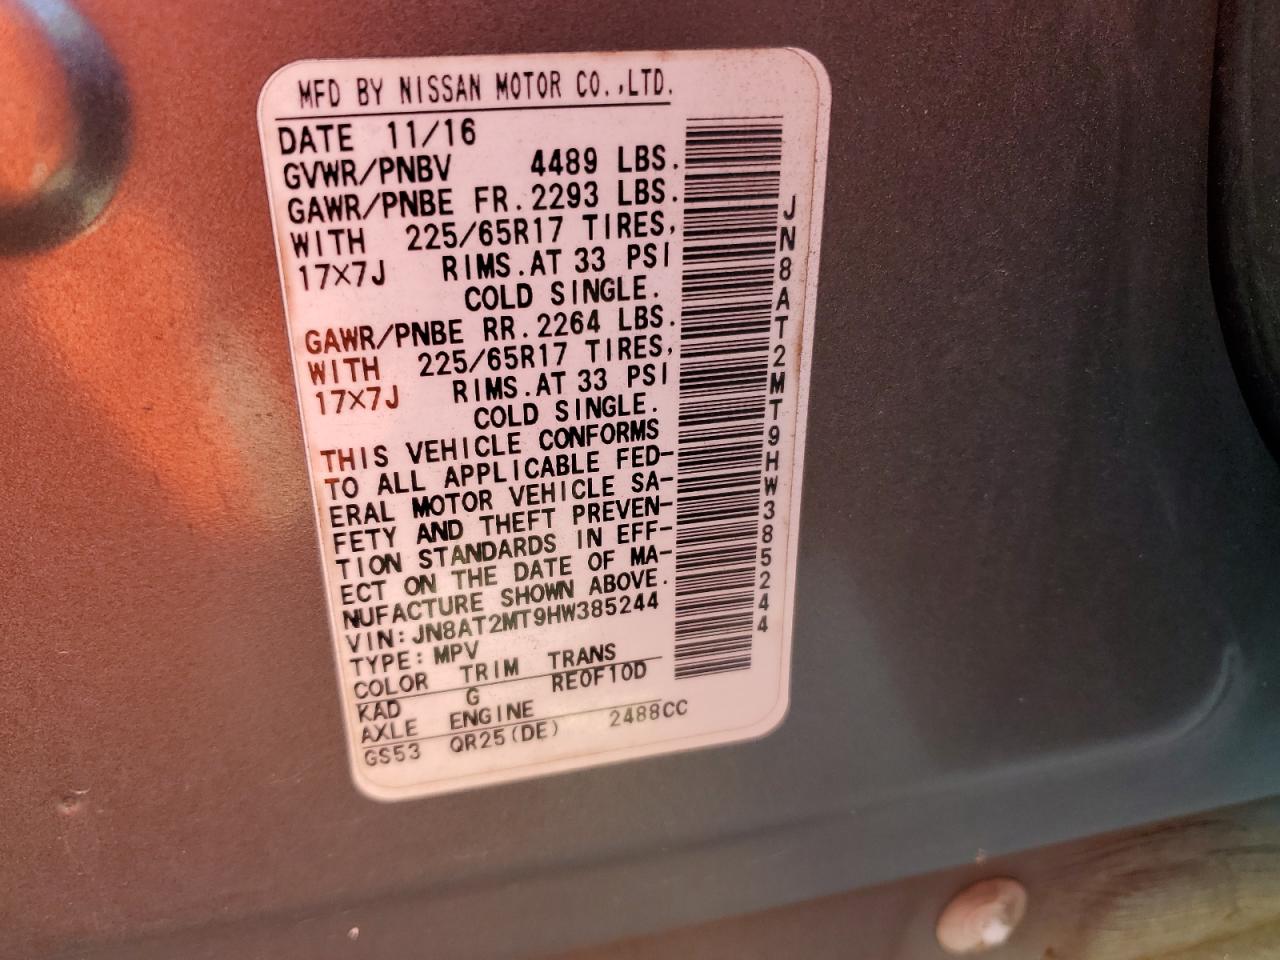 MFD BY NISSAN MOTOR CO.,LTD.
DATE 11/16
GVWR/PNBV 4489 LBS.
GAWR/PNBE FR. 2293 LBS.
WITH 225/65R17 TIRES,
17×7J RIMS.AT 33 PSI
COLD SINGLE.
GAWR/PNBE RR. 2264 LBS.
WITH 225/65R17 TIRES,
17×7J RIMS.AT 33 PSI
COLD SINGLE.
THIS VEHICLE CONFORMS
TO ALL APPLICABLE FED-
ERAL MOTOR VEHICLE SA-
FETY AND THEFT PREVEN-
TION STANDARDS IN EFF-
ECT ON THE DATE OF MA-
NUFACTURE SHOWN ABOVE.
VIN:JN8AT2MT9HW385244
TYPE:MPV
COLOR TRIM TRANS
KAD G RE0F10D
AXLE ENGINE
GS53 QR25(DE) 2488CC
JN8AT2MT9HW385244